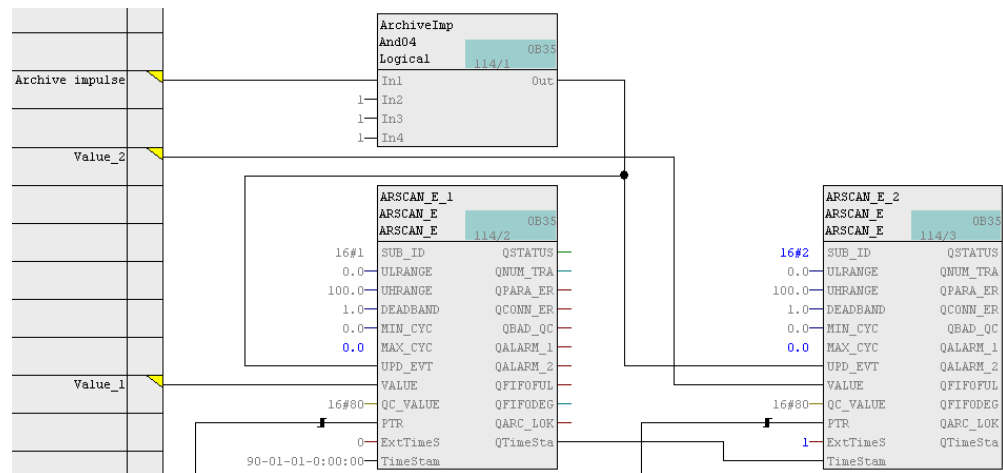 ArchiveImp
And04
Logical
OB35
114/1
Archive impulse
In1
Out
1
In2
1
In3
1
In4
Value_2
ARSCAN_E_1
ARSCAN_E
ARSCAN_E
OB35
114/2
16#1
SUB_ID
QSTATUS
0.0
ULRANGE
QNUM_TRA
100.0
UHRANGE
QPARA_ER
1.0
DEADBAND
QCONN_ER
0.0
MIN_CYC
QBAD_QC
0.0
MAX_CYC
QALARM_1
UPD_EVT
QALARM_2
Value_1
VALUE
QFIFOFUL
16#80
QC_VALUE
QFIFODEG
PTR
QARC_LOK
0
ExtTimeS
QTimeSta
90-01-01-0:00:00
TimeStam
ARSCAN_E_2
ARSCAN_E
ARSCAN_E
OB35
114/3
16#2
SUB_ID
QSTATUS
0.0
ULRANGE
QNUM_TRA
100.0
UHRANGE
QPARA_ER
1.0
DEADBAND
QCONN_ER
0.0
MIN_CYC
QBAD_QC
0.0
MAX_CYC
QALARM_1
UPD_EVT
QALARM_2
VALUE
QFIFOFUL
16#80
QC_VALUE
QFIFODEG
PTR
QARC_LOK
1
ExtTimeS
QTimeSta
TimeStam